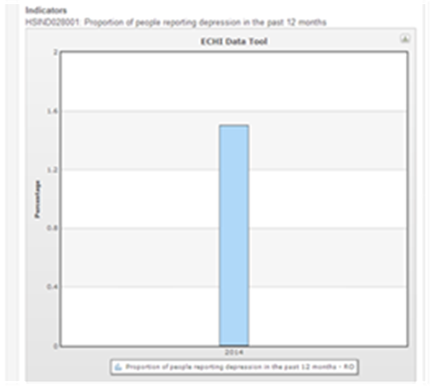 Indicators
HSIND028001: Proportion of people reporting depression in the past 12 months
ECHI Data Tool
2
1.6
1.2
0.8
0.4
0
Percentage
2014
Proportion of people reporting depression in the past 12 months - RO